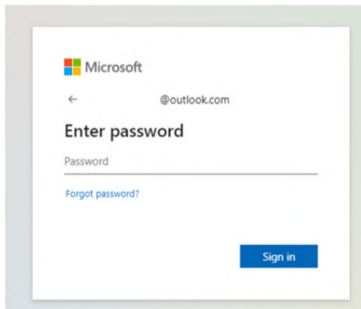 Microsoft
← @outlook.com
Enter password
Password
Forgot password?
Sign in